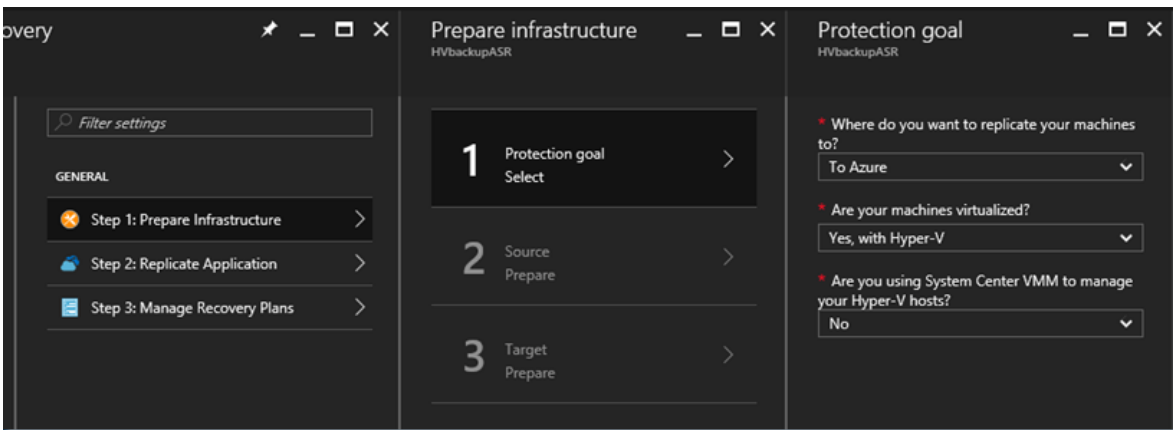 overy
Filter settings
GENERAL
Step 1: Prepare Infrastructure
Step 2: Replicate Application
Step 3: Manage Recovery Plans
Prepare infrastructure
HVbackupASR
1
Protection goal
Select
2
Source
Prepare
3
Target
Prepare
Protection goal
HVbackupASR
* Where do you want to replicate your machines
to?
To Azure
* Are your machines virtualized?
Yes, with Hyper-V
* Are you using System Center VMM to manage
your Hyper-V hosts?
No